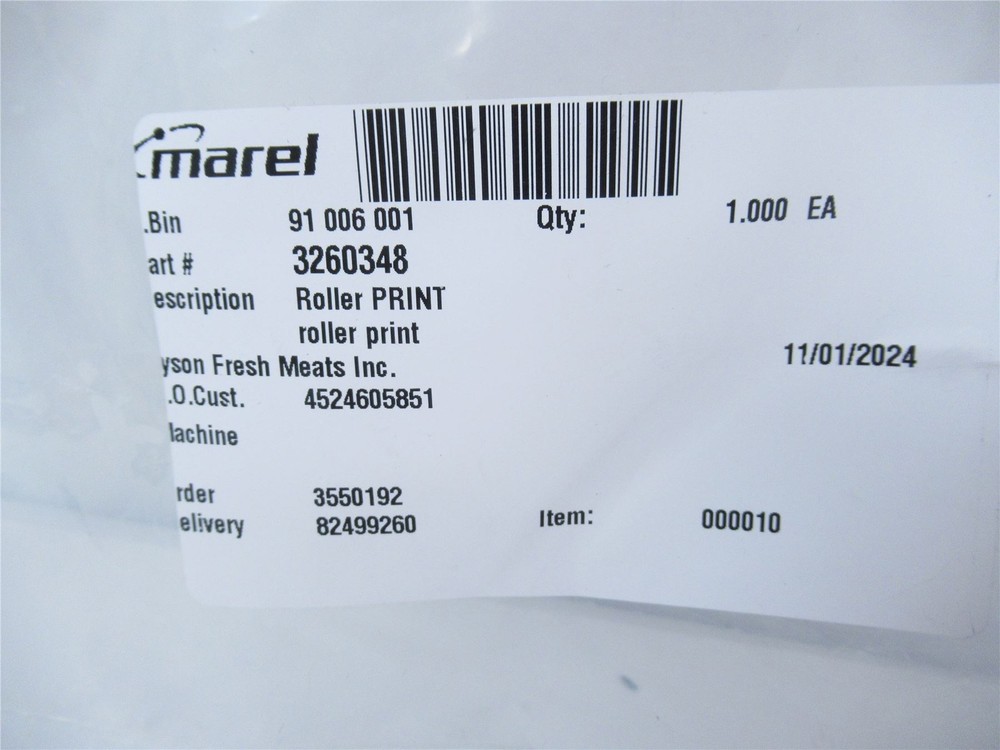 marel
.Bin 91 006 001 Qty: 1.000 EA
art # 3260348
escription Roller PRINT
roller print
yson Fresh Meats Inc. 11/01/2024
.O.Cust. 4524605851
achine
rder 3550192
elivery 82499260 Item: 000010